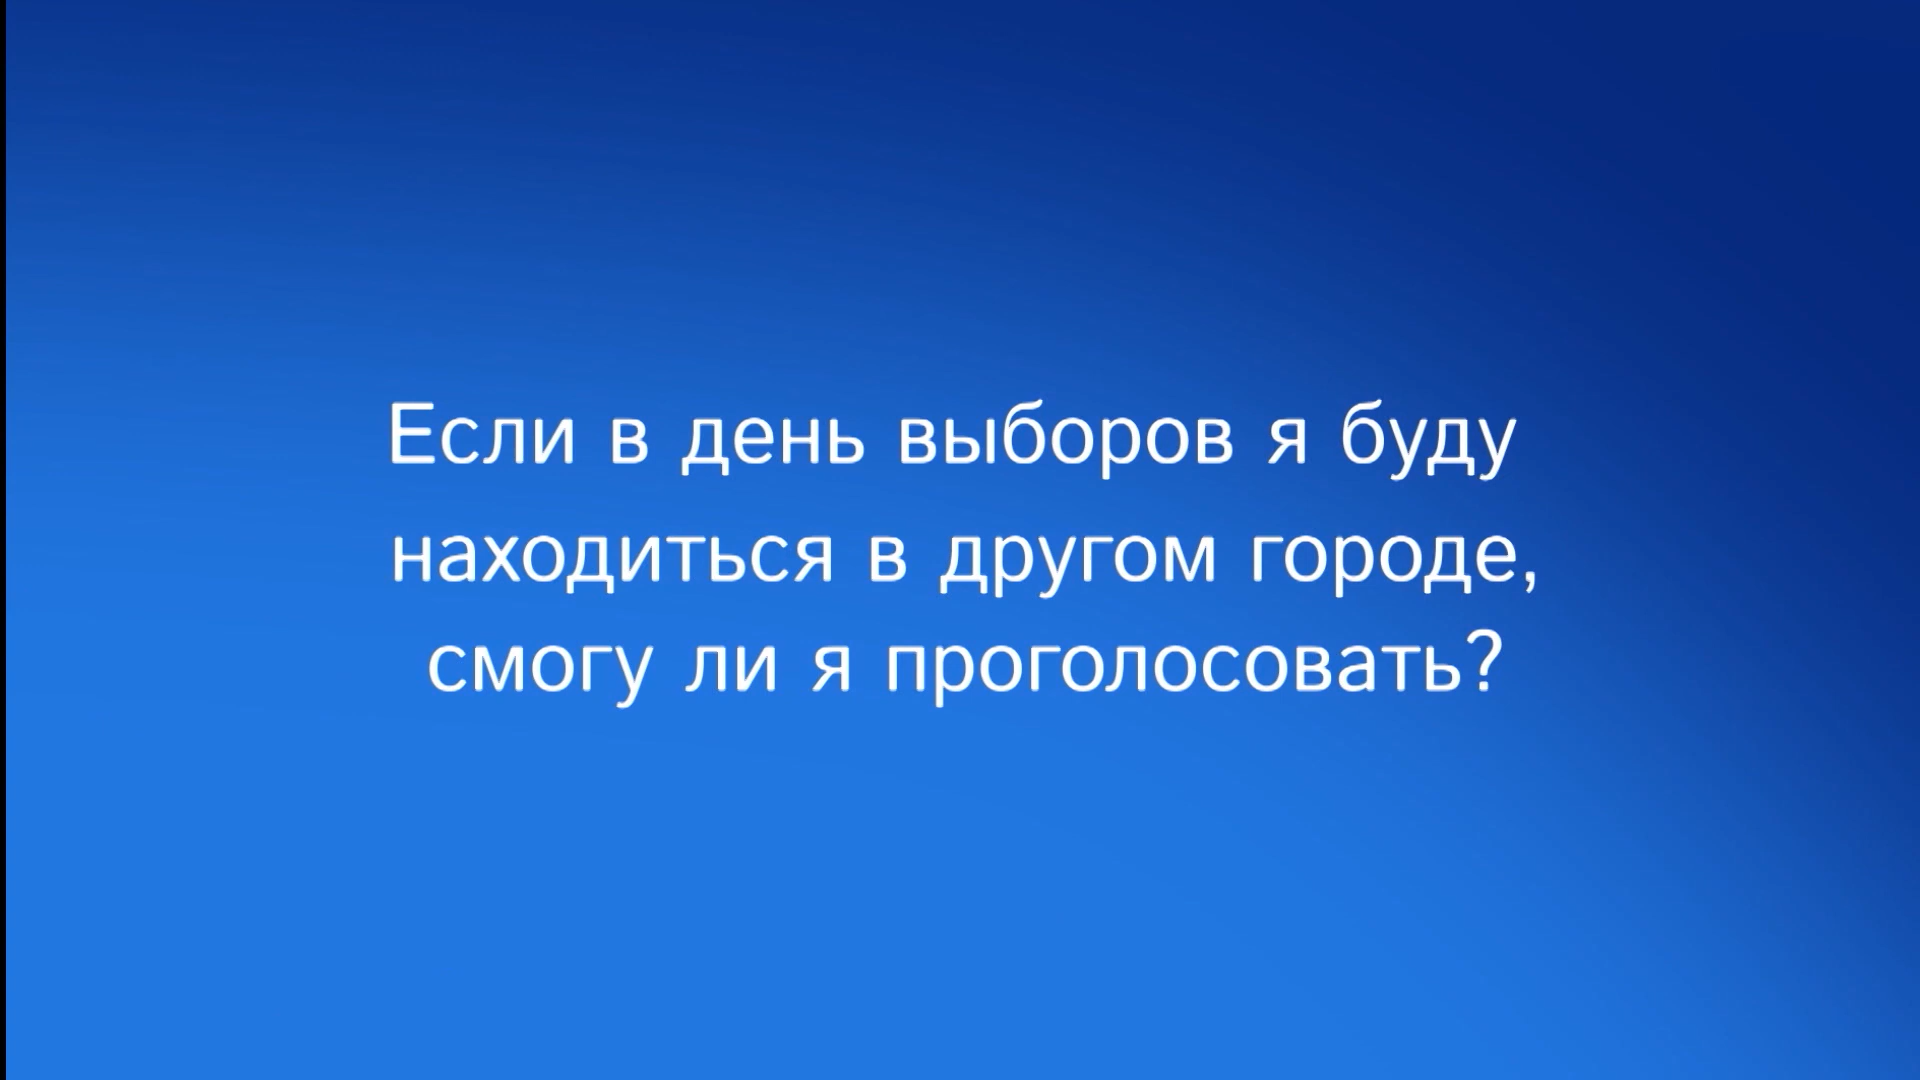 Если в день выборов я буду
находиться в другом городе,
смогу ли я проголосовать?